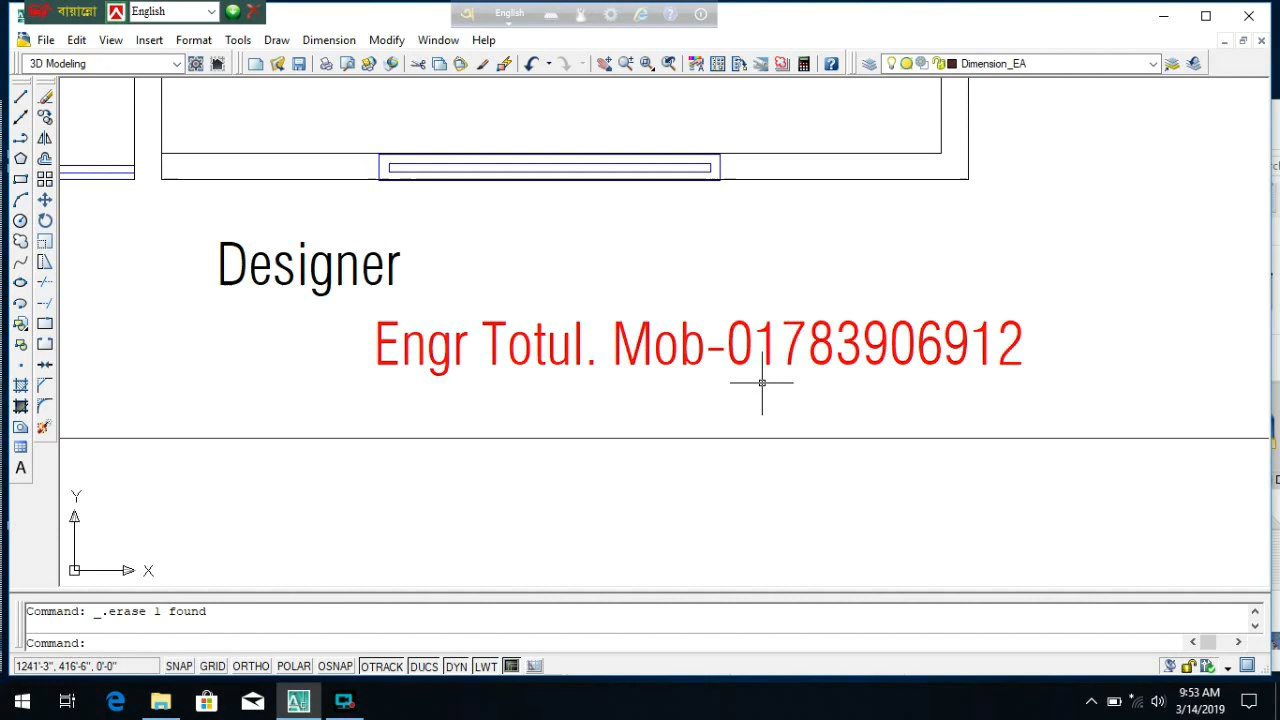 বায়ান্নো
English
English
File Edit View Insert Format Tools Draw Dimension Modify Window Help
3D Modeling
Dimension_EA
Designer
Engr Totul. Mob-01783906912
Y
X
Command: _.erase 1 found
Command:
1241'-3", 416'-6", 0'-0"
SNAP GRID ORTHO POLAR OSNAP OTRACK DUCS DYN LWT
9:53 AM
3/14/2019